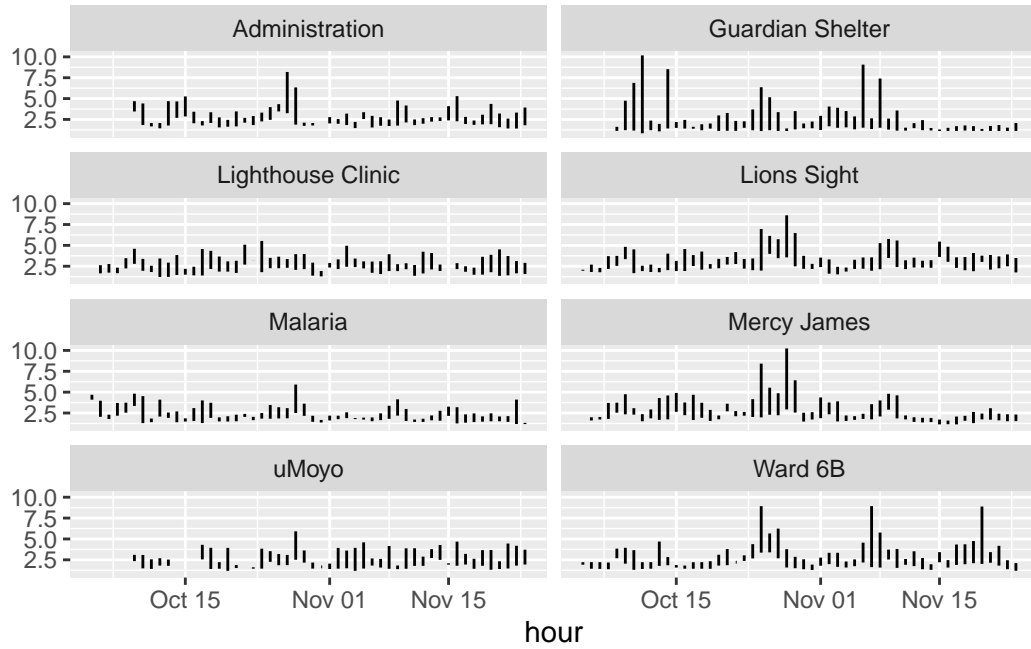 Administration Guardian Shelter
10.0
7.5
5.0
2.5
Lighthouse Clinic Lions Sight
10.0
7.5
5.0
2.5
Malaria Mercy James
10.0
7.5
5.0
2.5
uMoyo Ward 6B
10.0
7.5
5.0
2.5
Oct 15 Nov 01 Nov 15 Oct 15 Nov 01 Nov 15
hour